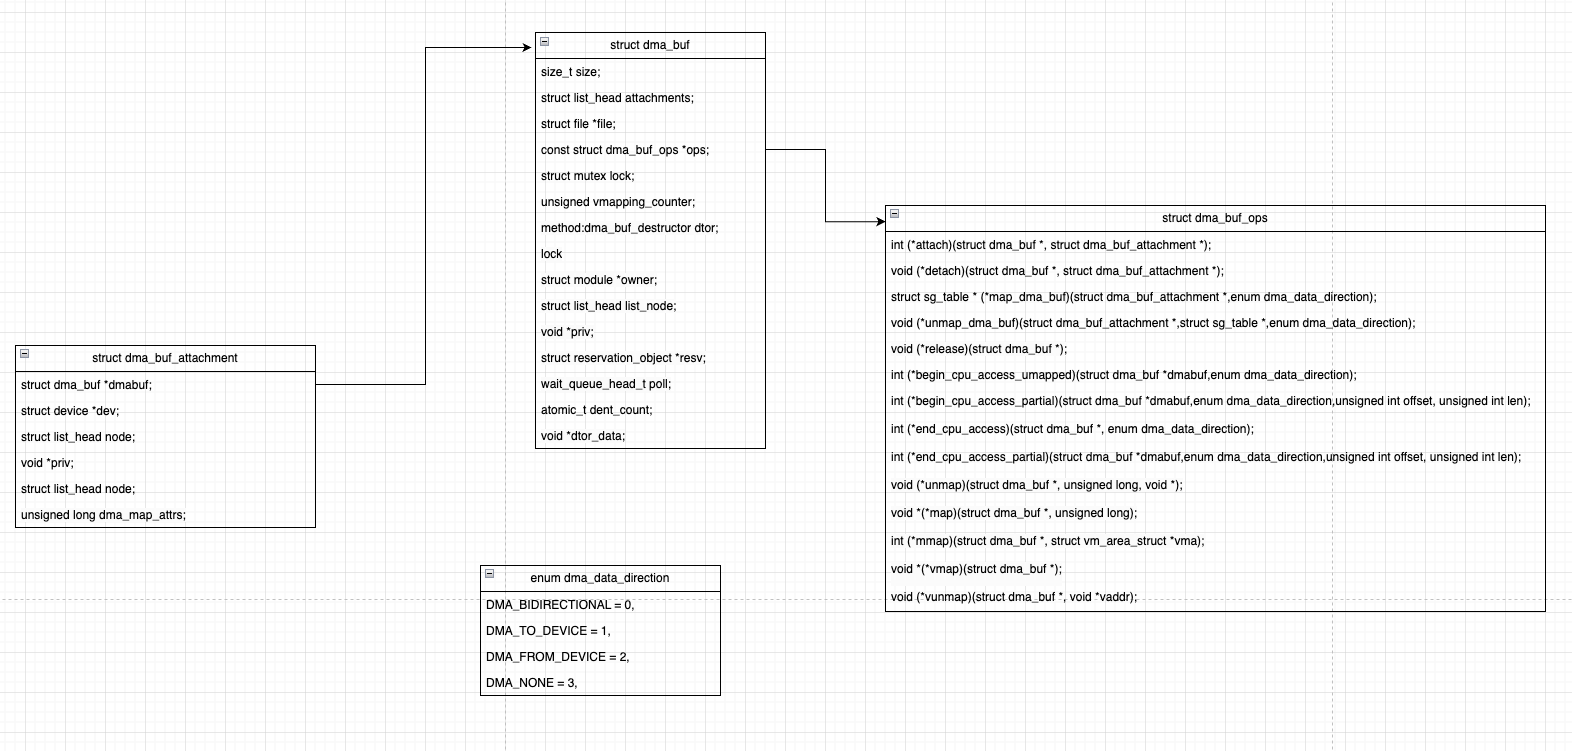 struct dma_buf
size_t size;
struct list_head attachments;
struct file *file;
const struct dma_buf_ops *ops;
struct mutex lock;
unsigned vmapping_counter;
method:dma_buf_destructor dtor;
lock
struct module *owner;
struct list_head list_node;
void *priv;
struct reservation_object *resv;
wait_queue_head_t poll;
atomic_t dent_count;
void *dtor_data;
struct dma_buf_ops
int (*attach)(struct dma_buf *, struct dma_buf_attachment *);
void (*detach)(struct dma_buf *, struct dma_buf_attachment *);
struct sg_table * (*map_dma_buf)(struct dma_buf_attachment *,enum dma_data_direction);
void (*unmap_dma_buf)(struct dma_buf_attachment *,struct sg_table *,enum dma_data_direction);
void (*release)(struct dma_buf *);
int (*begin_cpu_access_umapped)(struct dma_buf *dmabuf,enum dma_data_direction);
int (*begin_cpu_access_partial)(struct dma_buf *dmabuf,enum dma_data_direction,unsigned int offset, unsigned int len);
int (*end_cpu_access)(struct dma_buf *, enum dma_data_direction);
int (*end_cpu_access_partial)(struct dma_buf *dmabuf,enum dma_data_direction,unsigned int offset, unsigned int len);
void (*unmap)(struct dma_buf *, unsigned long, void *);
void *(*map)(struct dma_buf *, unsigned long);
int (*mmap)(struct dma_buf *, struct vm_area_struct *vma);
void *(*vmap)(struct dma_buf *);
void (*vunmap)(struct dma_buf *, void *vaddr);
struct dma_buf_attachment
struct dma_buf *dmabuf;
struct device *dev;
struct list_head node;
void *priv;
struct list_head node;
unsigned long dma_map_attrs;
enum dma_data_direction
DMA_BIDIRECTIONAL = 0,
DMA_TO_DEVICE = 1,
DMA_FROM_DEVICE = 2,
DMA_NONE = 3,